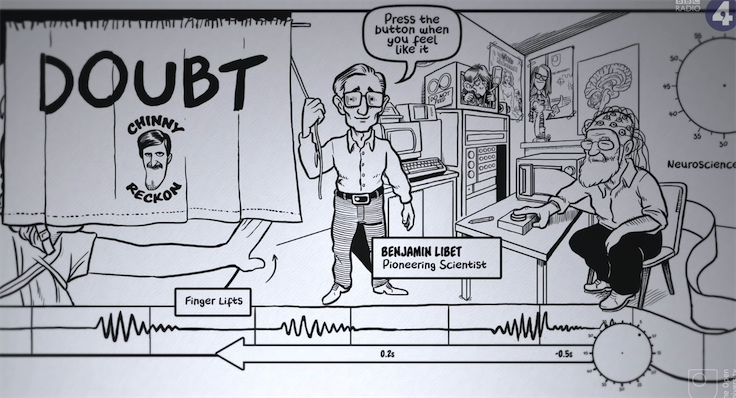 BBC
RADIO
4
Press the
button when
you feel
like it
DOUBT
CHINNY
RECKON
BENJAMIN LIBET
Pioneering Scientist
Neuroscience
Finger Lifts
0.2s
-0.5s